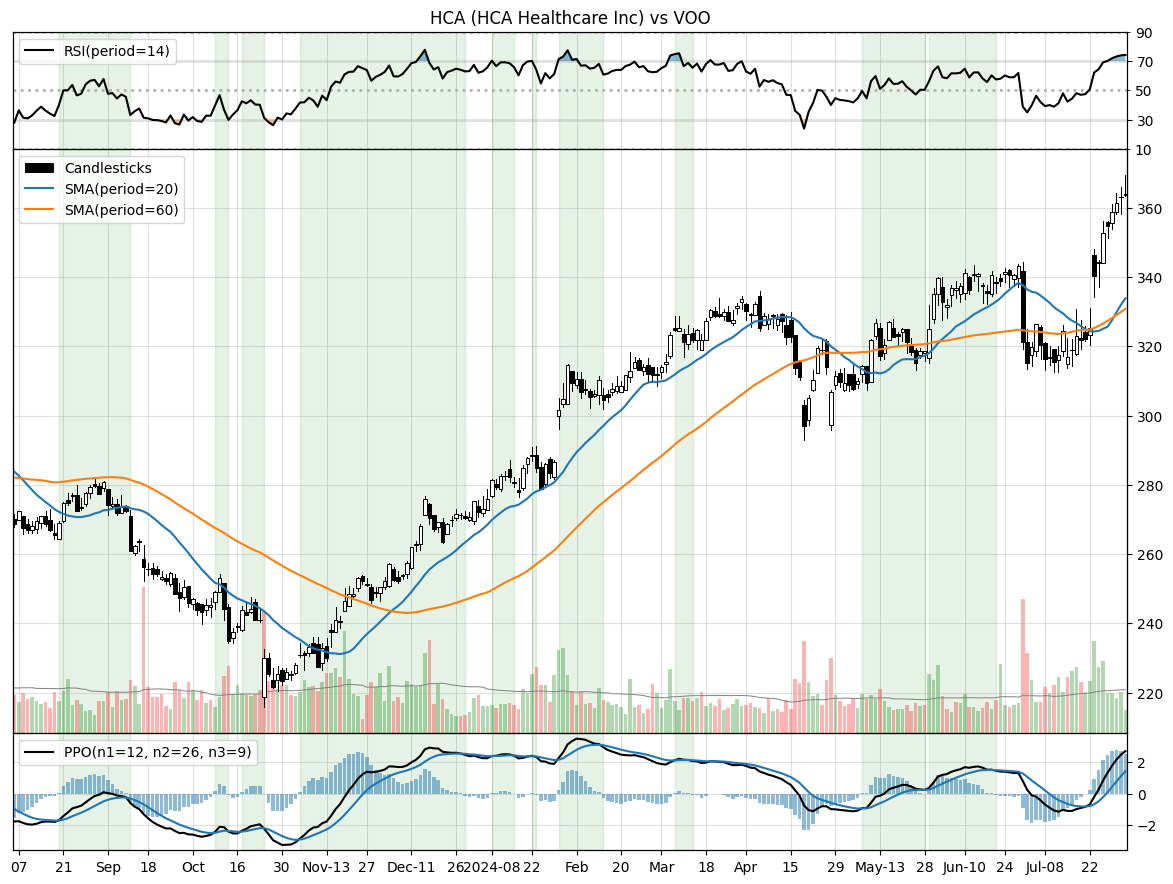 HCA (HCA Healthcare Inc) vs VOO
RSI(period=14)
90
70
50
30
10
Candlesticks
SMA(period=20)
SMA(period=60)
360
340
320
300
280
260
240
220
PPO(n1=12, n2=26, n3=9)
2
0
−2
07 21 Sep 18 Oct 16 30 Nov-13 27 Dec-11 26 2024-08 22 Feb 20 Mar 18 Apr 15 29 May-13 28 Jun-10 24 Jul-08 22